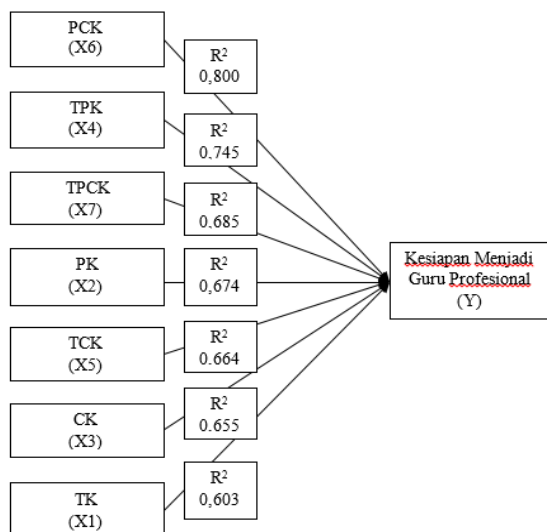 PCK
(X6)
R²
0,800
TPK
(X4)
R²
0.745
TPCK
(X7)
R²
0,685
PK
(X2)
R²
0,674
TCK
(X5)
R²
0.664
CK
(X3)
R²
0.655
TK
(X1)
R²
0,603
Kesiapan Menjadi
Guru Profesional
(Y)